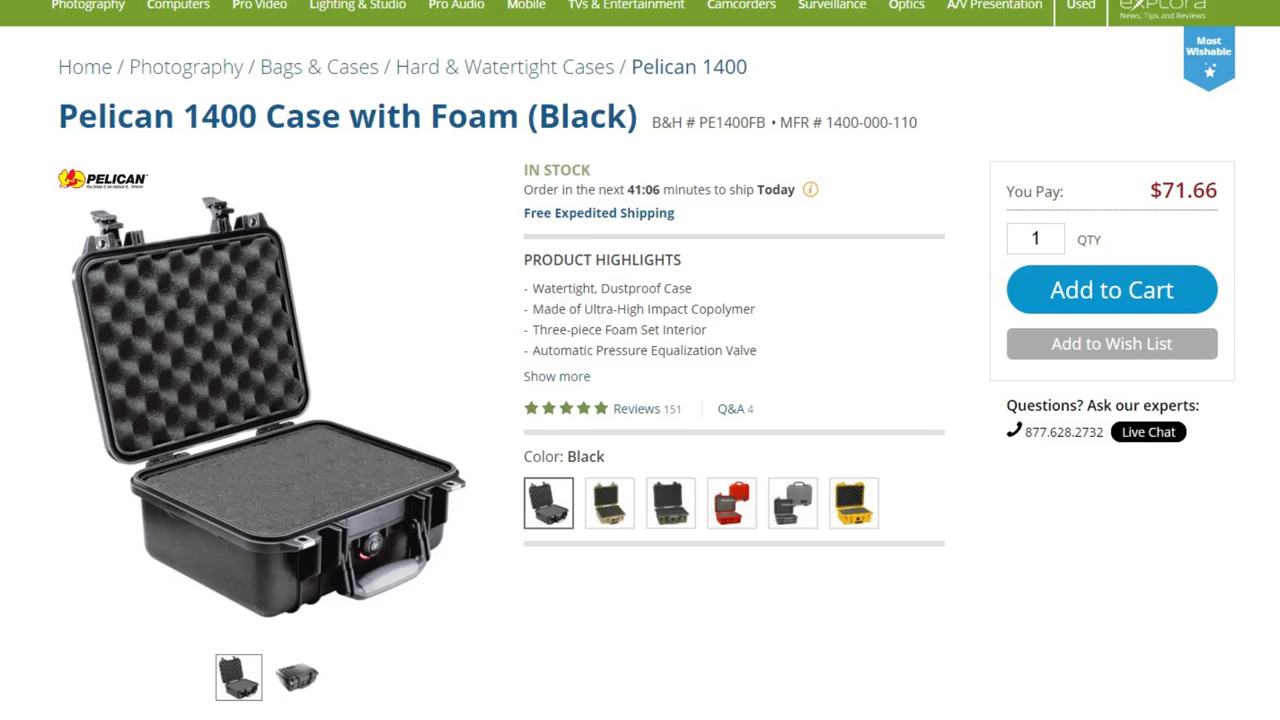 Photography Computers Pro Video Lighting & Studio Pro Audio Mobile TVs & Entertainment Camcorders Surveillance Optics A/V Presentation Used explora
News, Tips and Reviews
Most
Wishable
Home / Photography / Bags & Cases / Hard & Watertight Cases / Pelican 1400
Pelican 1400 Case with Foam (Black) B&H # PE1400FB • MFR # 1400-000-110
PELICAN
IN STOCK
Order in the next 41:06 minutes to ship Today
Free Expedited Shipping
PRODUCT HIGHLIGHTS
- Watertight, Dustproof Case
- Made of Ultra-High Impact Copolymer
- Three-piece Foam Set Interior
- Automatic Pressure Equalization Valve
Show more
Reviews 151 Q&A 4
Color: Black
You Pay: $71.66
1 QTY
Add to Cart
Add to Wish List
Questions? Ask our experts:
877.628.2732 Live Chat